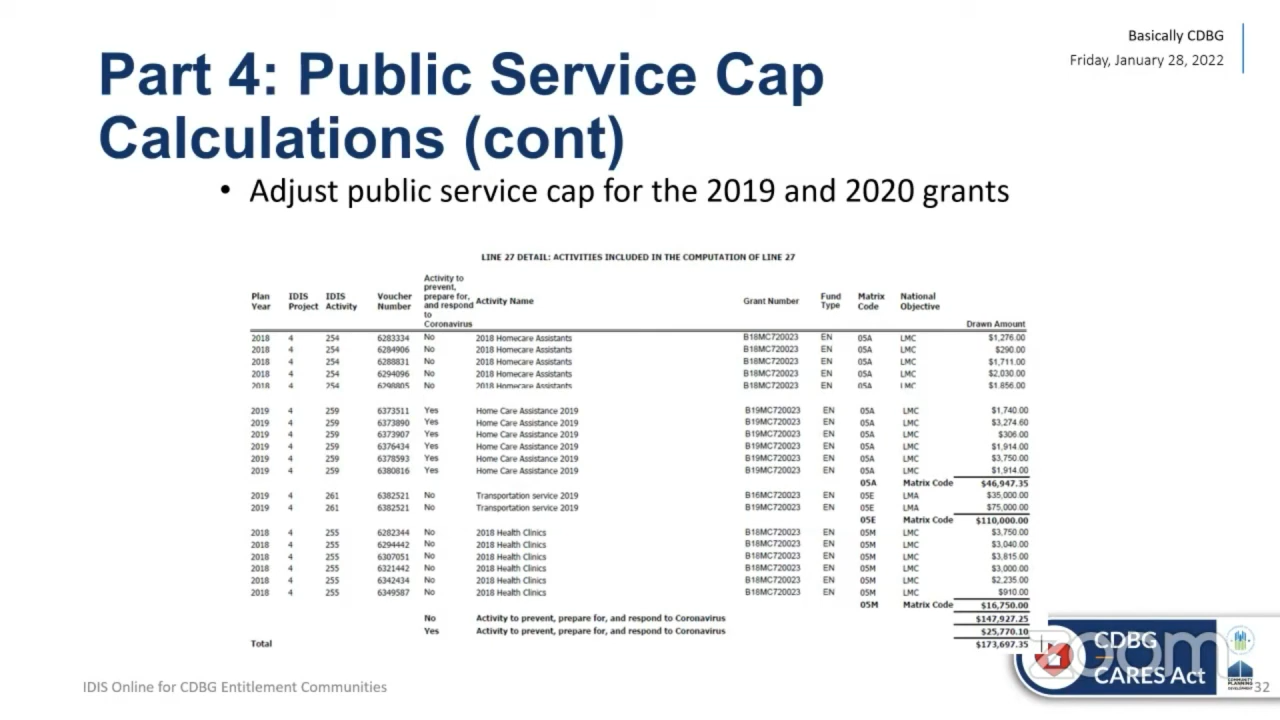 Basically CDBG
Friday, January 28, 2022
Part 4: Public Service Cap
Calculations (cont)
• Adjust public service cap for the 2019 and 2020 grants
LINE 27 DETAIL: ACTIVITIES INCLUDED IN THE COMPUTATION OF LINE 27
Plan Year IDIS Project IDIS Activity Voucher Number Activity to prevent, prepare for, and respond to Coronavirus Activity Name Grant Number Fund Type Matrix Code National Objective Drawn Amount
2018 4 254 6283334 No 2018 Homecare Assistants B18MC720023 EN 05A LMC $1,276.00
2018 4 254 6284906 No 2018 Homecare Assistants B18MC720023 EN 05A LMC $290.00
2018 4 254 6288831 No 2018 Homecare Assistants B18MC720023 EN 05A LMC $1,711.00
2018 4 254 6294096 No 2018 Homecare Assistants B18MC720023 EN 05A LMC $2,030.00
2018 4 254 6298805 No 2018 Homecare Assistants B18MC720023 EN 05A LMC $1,856.00
2019 4 259 6373511 Yes Home Care Assistance 2019 B19MC720023 EN 05A LMC $1,740.00
2019 4 259 6373890 Yes Home Care Assistance 2019 B19MC720023 EN 05A LMC $3,274.60
2019 4 259 6373907 Yes Home Care Assistance 2019 B19MC720023 EN 05A LMC $306.00
2019 4 259 6376434 Yes Home Care Assistance 2019 B19MC720023 EN 05A LMC $1,914.00
2019 4 259 6378593 Yes Home Care Assistance 2019 B19MC720023 EN 05A LMC $3,750.00
2019 4 259 6380816 Yes Home Care Assistance 2019 B19MC720023 EN 05A LMC $1,914.00
05A Matrix Code $46,947.35
2019 4 261 6382521 No Transportation service 2019 B16MC720023 EN 05E LMA $35,000.00
2019 4 261 6382521 No Transportation service 2019 B19MC720023 EN 05E LMA $75,000.00
05E Matrix Code $110,000.00
2018 4 255 6282344 No 2018 Health Clinics B18MC720023 EN 05M LMC $3,750.00
2018 4 255 6294442 No 2018 Health Clinics B18MC720023 EN 05M LMC $3,040.00
2018 4 255 6307051 No 2018 Health Clinics B18MC720023 EN 05M LMC $3,815.00
2018 4 255 6321442 No 2018 Health Clinics B18MC720023 EN 05M LMC $3,000.00
2018 4 255 6342434 No 2018 Health Clinics B18MC720023 EN 05M LMC $2,235.00
2018 4 255 6349587 No 2018 Health Clinics B18MC720023 EN 05M LMC $910.00
05M Matrix Code $16,750.00
No Activity to prevent, prepare for, and respond to Coronavirus $147,927.25
Yes Activity to prevent, prepare for, and respond to Coronavirus $25,770.10
Total $173,697.35
zoom
CDBG
CARES Act
COMMUNITY
PLANNING
DEVELOPMENT
IDIS Online for CDBG Entitlement Communities
32